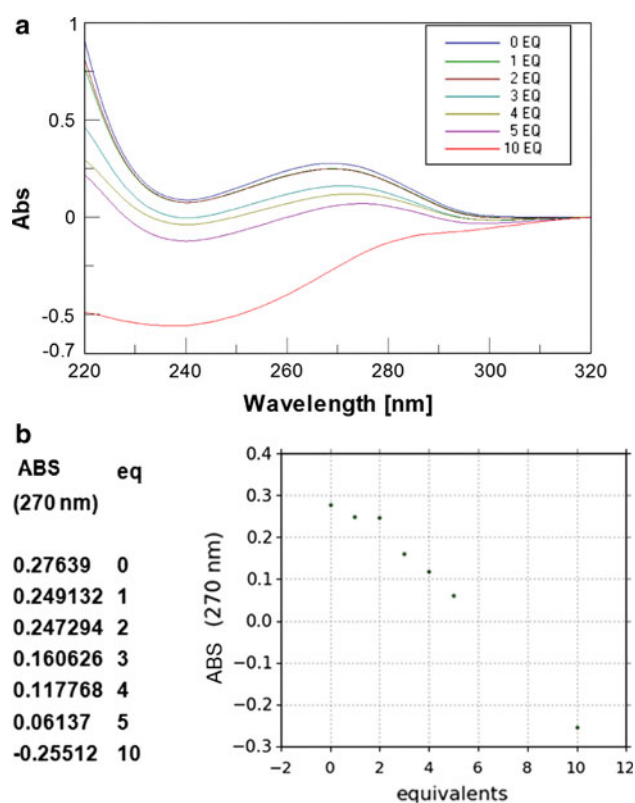 a
1
0.5
0
-0.5
-0.7
Abs
0 EQ
1 EQ
2 EQ
3 EQ
4 EQ
5 EQ
10 EQ
220 240 260 280 300 320
Wavelength [nm]
b
ABS eq
(270 nm)
0.27639 0
0.249132 1
0.247294 2
0.160626 3
0.117768 4
0.06137 5
-0.25512 10
ABS (270 nm)
0.4
0.3
0.2
0.1
0.0
−0.1
−0.2
−0.3
−2 0 2 4 6 8 10 12
equivalents